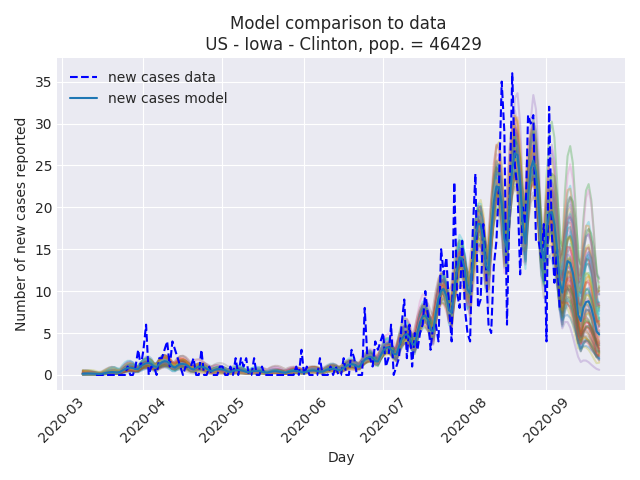 Model comparison to data
US - Iowa - Clinton, pop. = 46429
new cases data
new cases model
Number of new cases reported
35
30
25
20
15
10
5
0
2020-03
2020-04
2020-05
2020-06
2020-07
2020-08
2020-09
Day